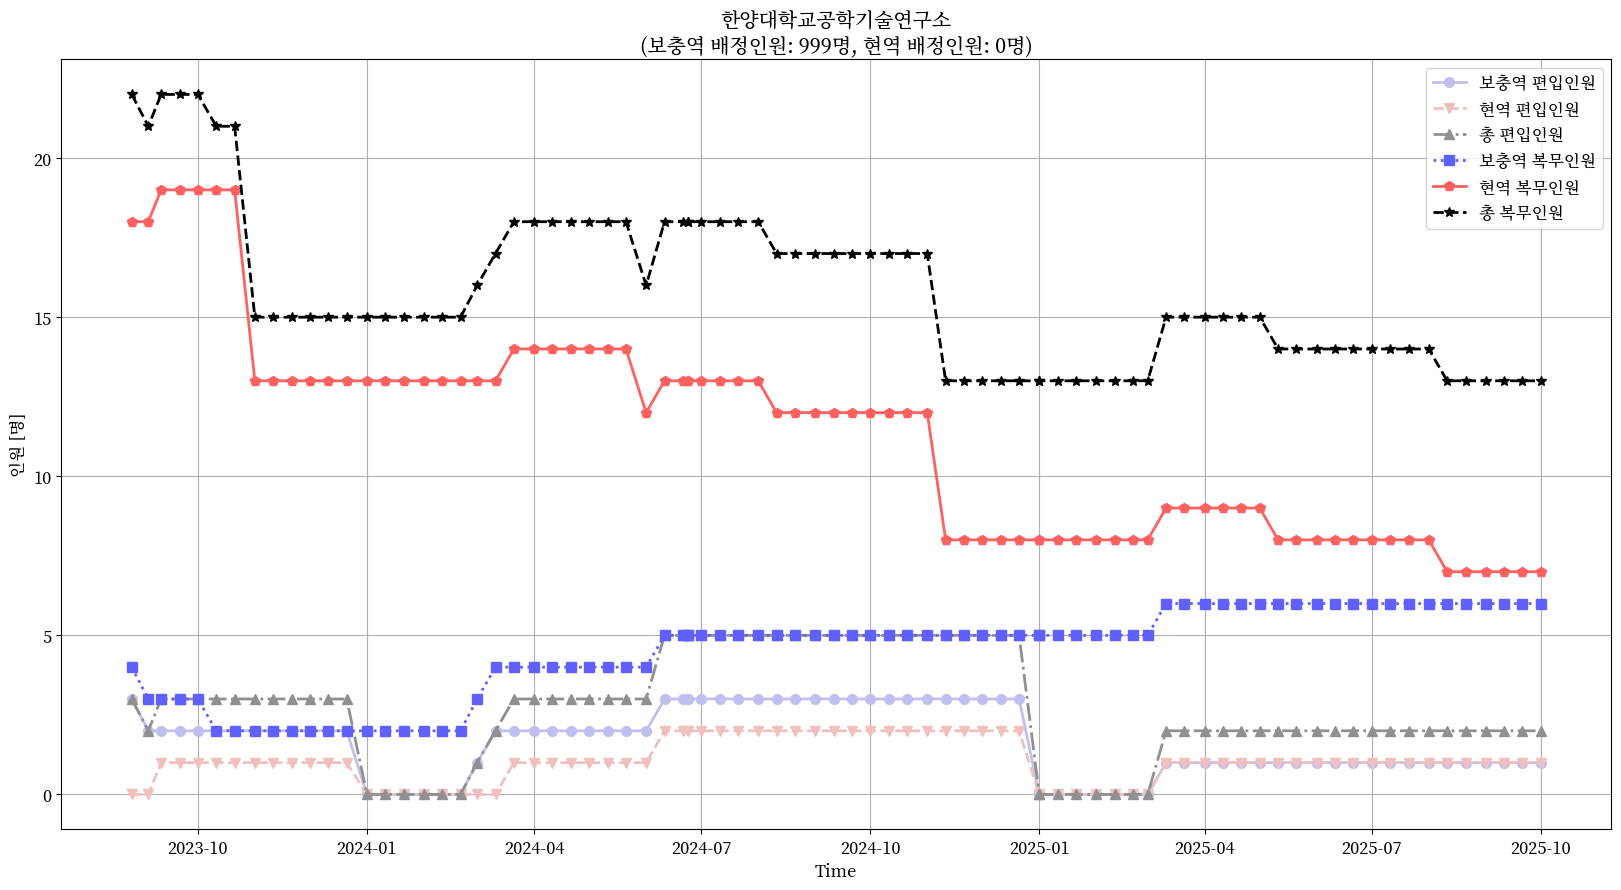 한양대학교공학기술연구소
(보충역 배정인원: 999명, 현역 배정인원: 0명)
보충역 편입인원
현역 편입인원
총 편입인원
보충역 복무인원
현역 복무인원
총 복무인원
인원 [명]
20
15
10
5
0
2023-10
2024-01
2024-04
2024-07
2024-10
2025-01
2025-04
2025-07
2025-10
Time